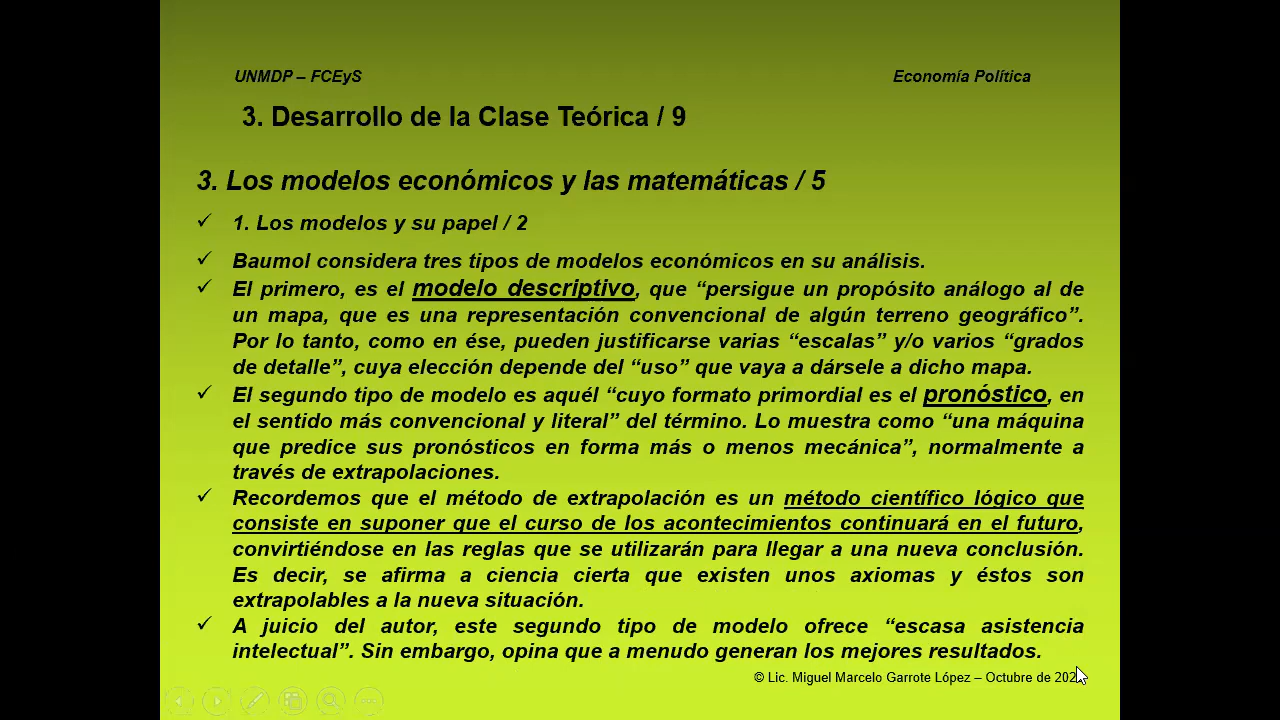 UNMDP – FCEyS
Economía Política
3. Desarrollo de la Clase Teórica / 9
3. Los modelos económicos y las matemáticas / 5
✓ 1. Los modelos y su papel / 2
✓ Baumol considera tres tipos de modelos económicos en su análisis.
✓ El primero, es el modelo descriptivo, que “persigue un propósito análogo al de
un mapa, que es una representación convencional de algún terreno geográfico”.
Por lo tanto, como en ése, pueden justificarse varias “escalas” y/o varios “grados
de detalle”, cuya elección depende del “uso” que vaya a dársele a dicho mapa.
✓ El segundo tipo de modelo es aquél “cuyo formato primordial es el pronóstico, en
el sentido más convencional y literal” del término. Lo muestra como “una máquina
que predice sus pronósticos en forma más o menos mecánica”, normalmente a
través de extrapolaciones.
✓ Recordemos que el método de extrapolación es un método científico lógico que
consiste en suponer que el curso de los acontecimientos continuará en el futuro,
convirtiéndose en las reglas que se utilizarán para llegar a una nueva conclusión.
Es decir, se afirma a ciencia cierta que existen unos axiomas y éstos son
extrapolables a la nueva situación.
✓ A juicio del autor, este segundo tipo de modelo ofrece “escasa asistencia
intelectual”. Sin embargo, opina que a menudo generan los mejores resultados.
© Lic. Miguel Marcelo Garrote López – Octubre de